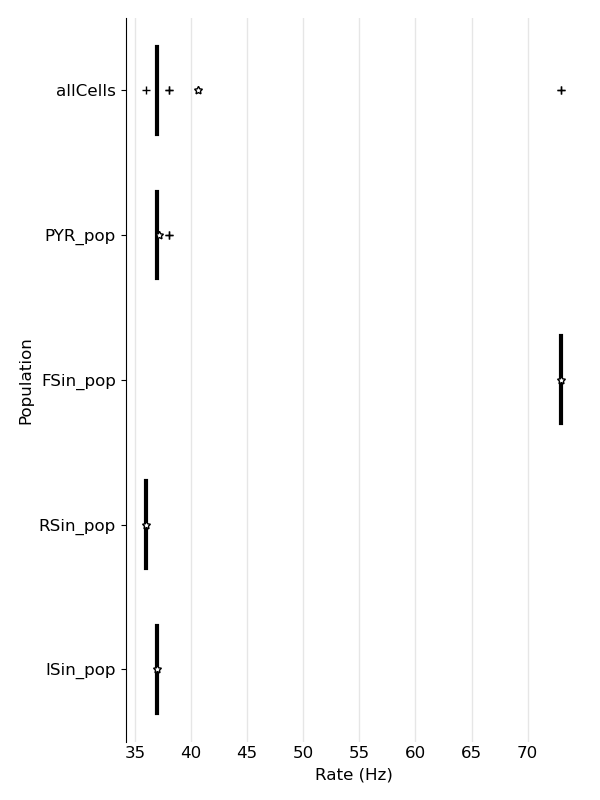 allCells
PYR_pop
FSin_pop
RSin_pop
ISin_pop
Population
35 40 45 50 55 60 65 70
Rate (Hz)